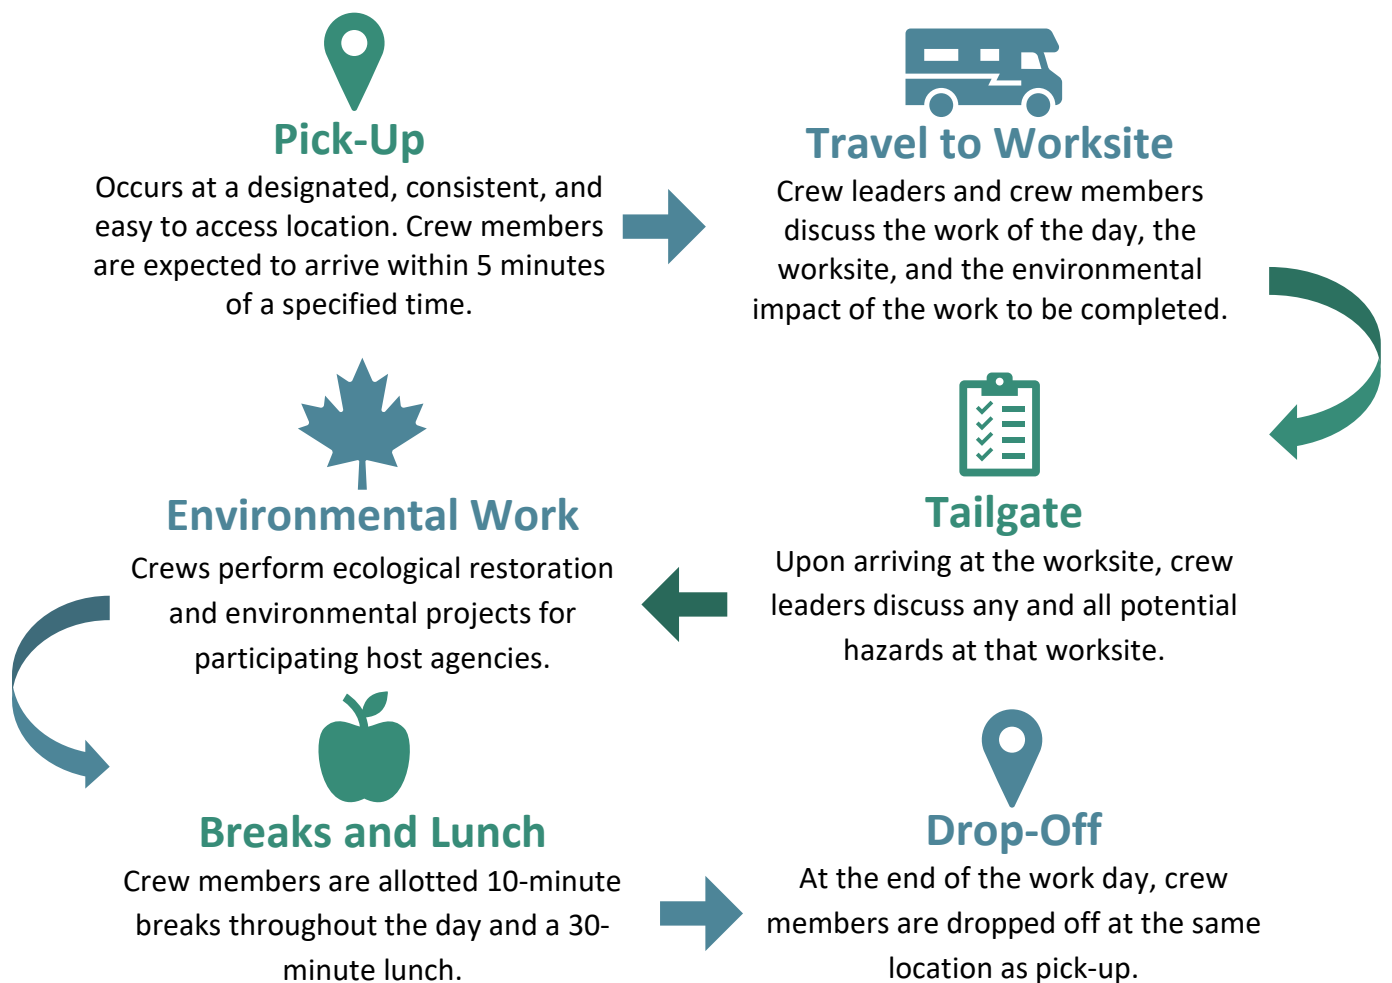 Pick-Up
Occurs at a designated, consistent, and
easy to access location. Crew members
are expected to arrive within 5 minutes
of a specified time.
Travel to Worksite
Crew leaders and crew members
discuss the work of the day, the
worksite, and the environmental
impact of the work to be completed.
Tailgate
Upon arriving at the worksite, crew
leaders discuss any and all potential
hazards at that worksite.
Environmental Work
Crews perform ecological restoration
and environmental projects for
participating host agencies.
Breaks and Lunch
Crew members are allotted 10-minute
breaks throughout the day and a 30-
minute lunch.
Drop-Off
At the end of the work day, crew
members are dropped off at the same
location as pick-up.